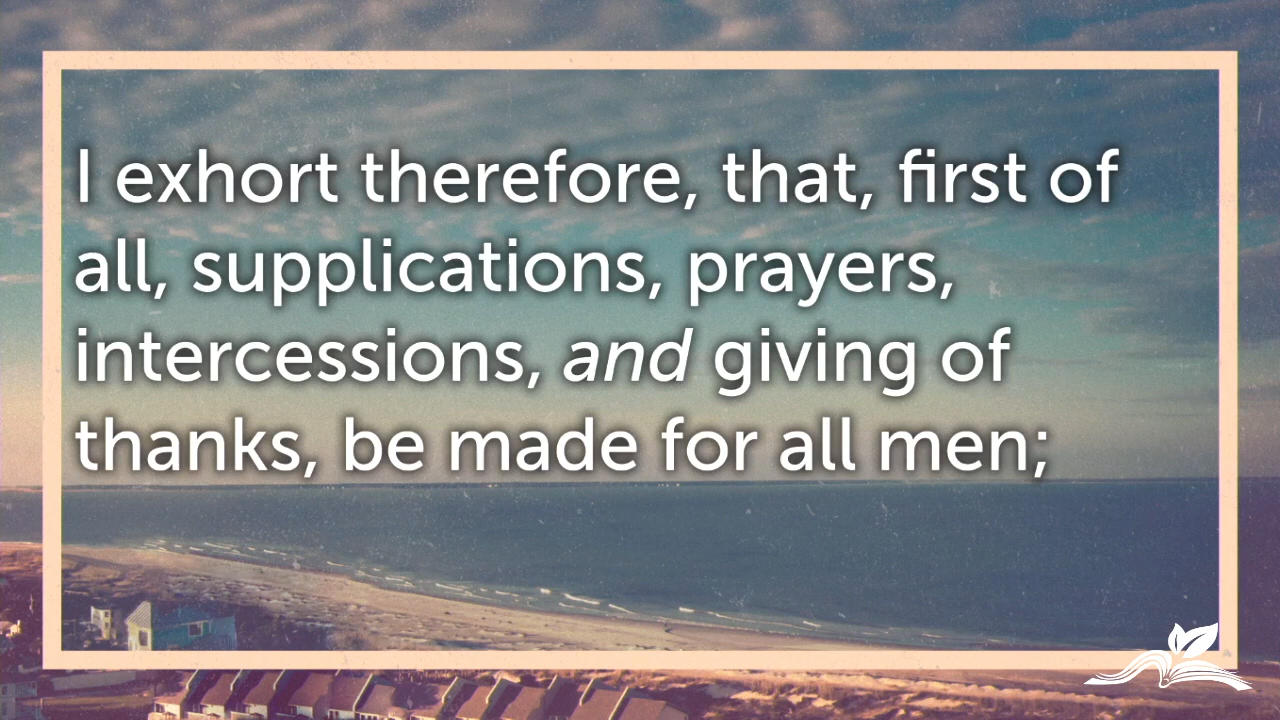 I exhort therefore, that, first of
all, supplications, prayers,
intercessions, and giving of
thanks, be made for all men;